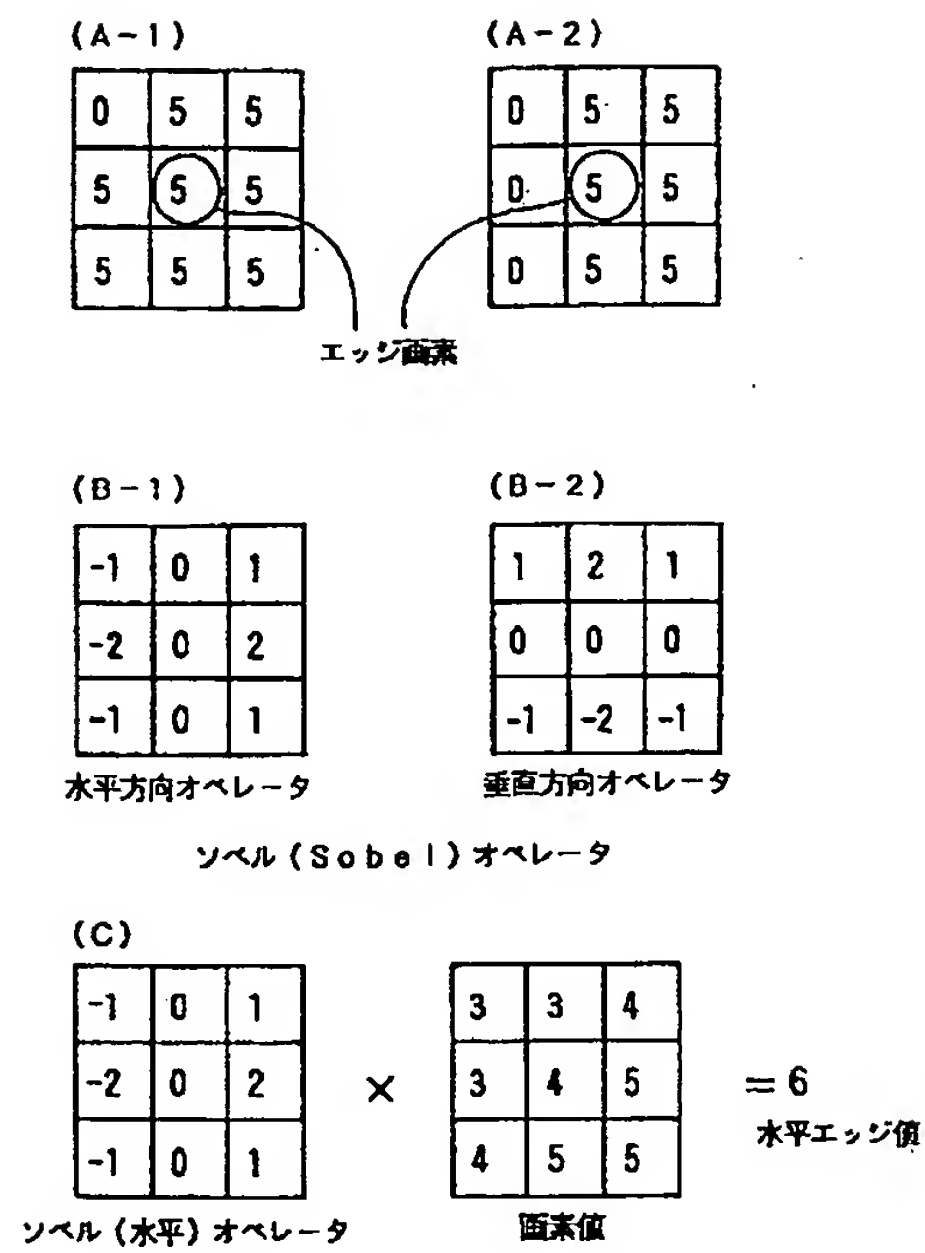 (A-1) (A-2)
0 5 5 0 5 5
5 5 5 0 5 5
5 5 5 0 5 5
エッジ画素
(B-1) (B-2)
-1 0 1 1 2 1
-2 0 2 0 0 0
-1 0 1 -1 -2 -1
水平方向オペレータ 垂直方向オペレータ
ソベル(Sobel)オペレータ
(C)
-1 0 1 3 3 4
-2 0 2 × 3 4 5 =6
-1 0 1 4 5 5 水平エッジ値
ソベル(水平)オペレータ 画素値